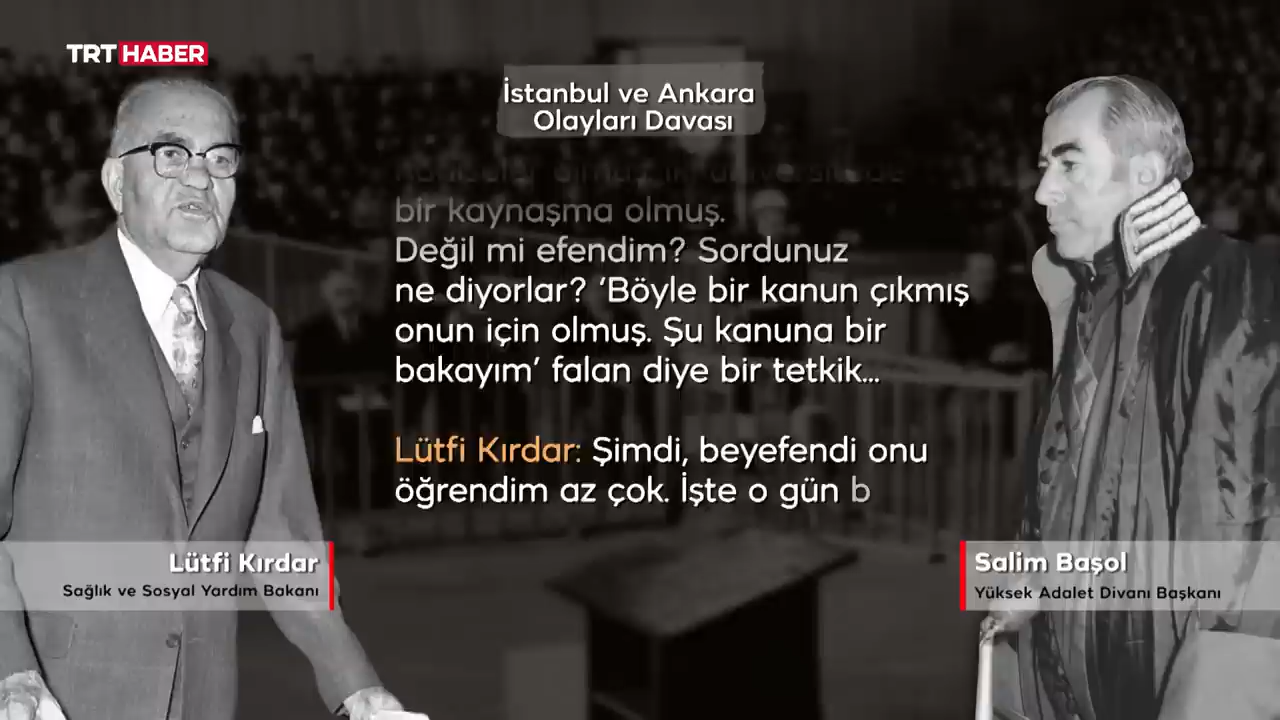 TRT HABER
İstanbul ve Ankara
Olayları Davası
bir kaynaşma olmuş.
Değil mi efendim? Sordunuz
ne diyorlar? ‘Böyle bir kanun çıkmış
onun için olmuş. Şu kanuna bir
bakayım’ falan diye bir tetkik...
Lütfi Kırdar: Şimdi, beyefendi onu
öğrendim az çok. İşte o gün b
Lütfi Kırdar
Sağlık ve Sosyal Yardım Bakanı
Salim Başol
Yüksek Adalet Divanı Başkanı